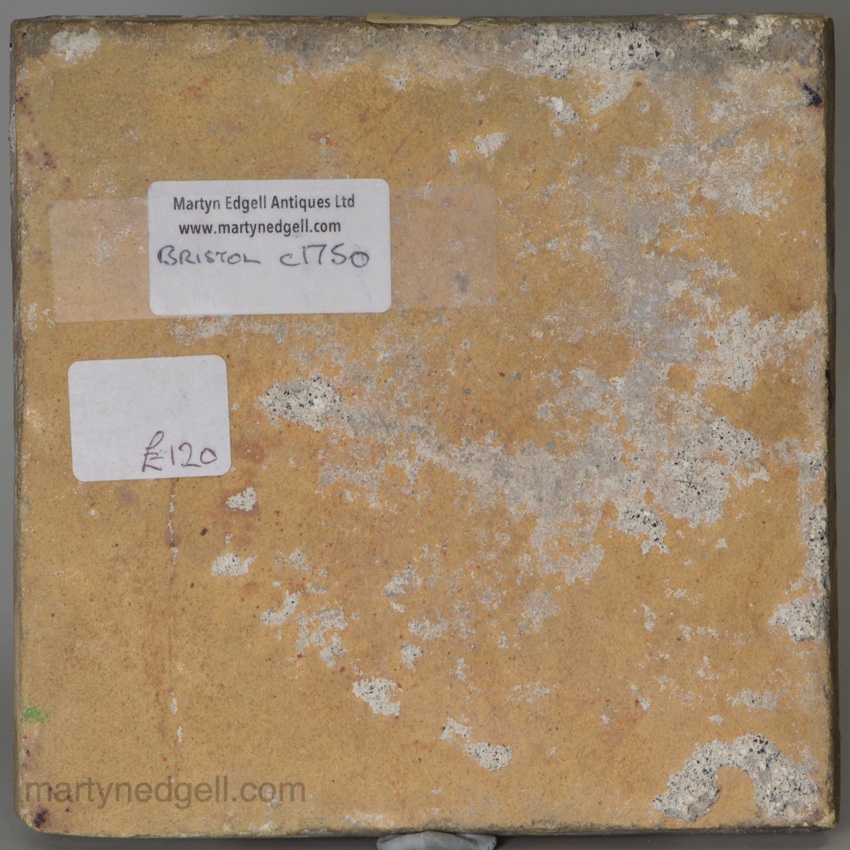 Martyn Edgell Antiques Ltd
www.martynedgell.com
BRISTOL c1750
£120
martynedgell.com